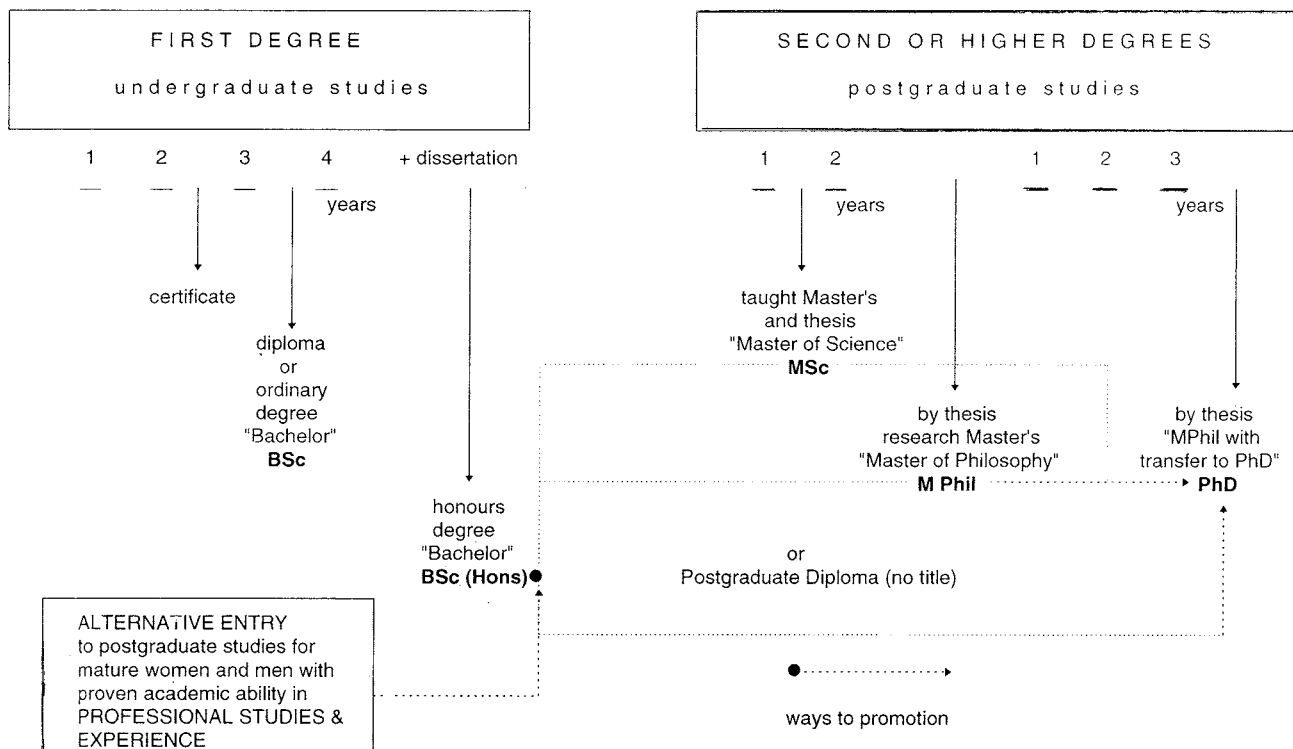 FIRST DEGREE
undergraduate studies
1 2 3 4 + dissertation
years
certificate
diploma
or
ordinary
degree
"Bachelor"
BSc
honours
degree
"Bachelor"
BSc (Hons)
ALTERNATIVE ENTRY
to postgraduate studies for
mature women and men with
proven academic ability in
PROFESSIONAL STUDIES &
EXPERIENCE
SECOND OR HIGHER DEGREES
postgraduate studies
1 2 1 2 3
years years
taught Master's
and thesis
"Master of Science"
MSc
by thesis
research Master's
"Master of Philosophy"
M Phil
by thesis
"MPhil with
transfer to PhD"
PhD
or
Postgraduate Diploma (no title)
ways to promotion